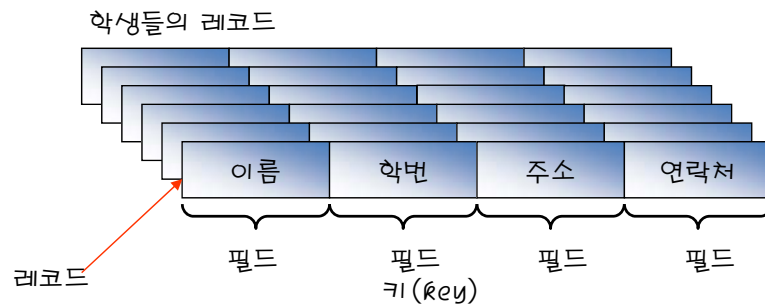 학생들의 레코드
이름 학번 주소 연락처
필드 필드 필드 필드
레코드
키(key)